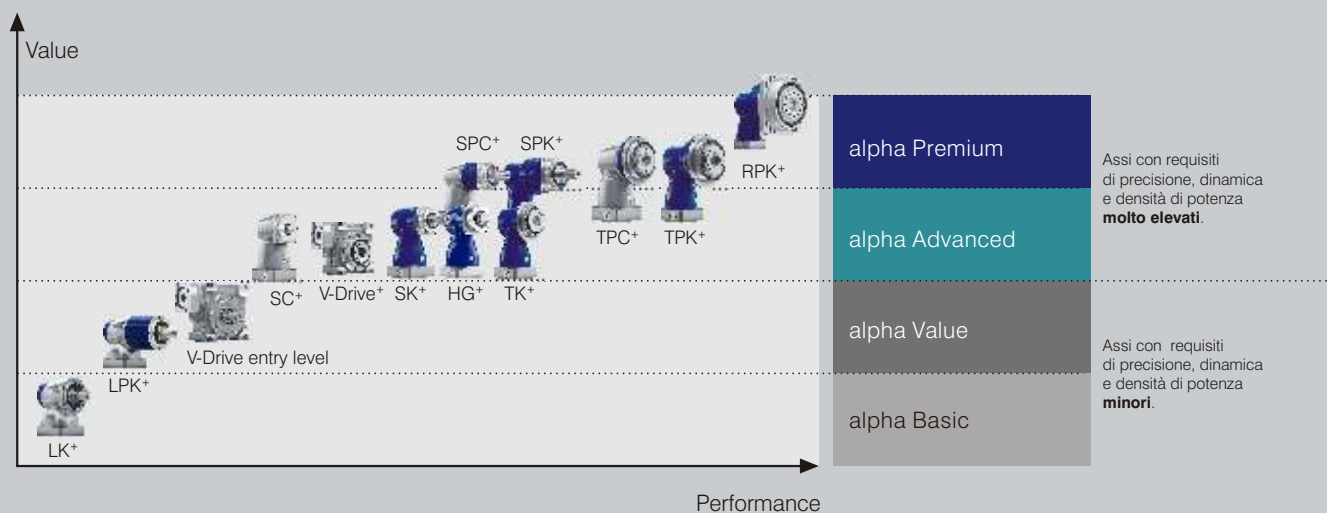 Value
SPC+ SPK+
RPK+
TPC+ TPK+
SC+ V-Drive+ SK+ HG+ TK+
V-Drive entry level
LPK+
LK+
Performance
alpha Premium
alpha Advanced
alpha Value
alpha Basic
Assi con requisiti
di precisione, dinamica
e densità di potenza
molto elevati.
Assi con requisiti
di precisione, dinamica
e densità di potenza
minori.